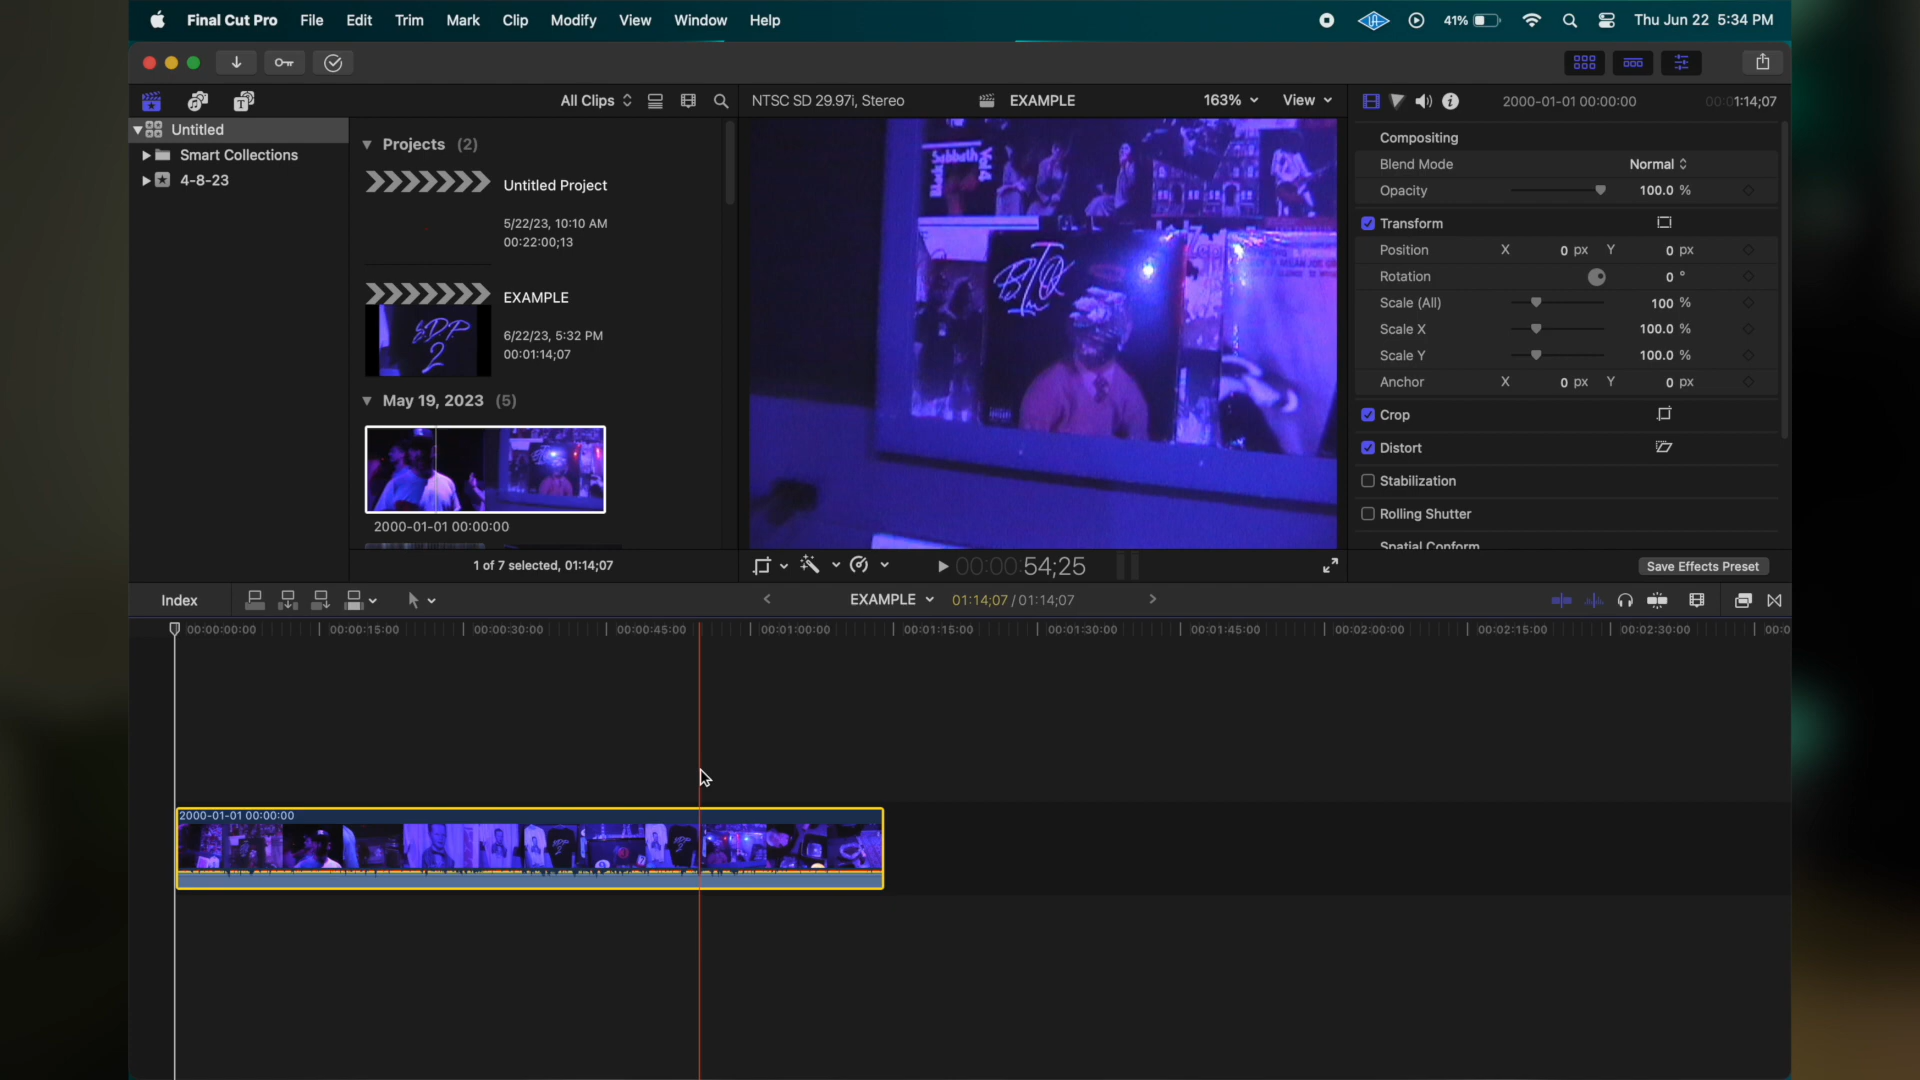 Final Cut Pro File Edit Trim Mark Clip Modify View Window Help 41% Thu Jun 22 5:34 PM
All Clips NTSC SD 29.97i, Stereo EXAMPLE 163% View 2000-01-01 00:00:00 00:01:14;07
Untitled
Smart Collections
4-8-23
Projects (2)
Untitled Project
5/22/23, 10:10 AM
00:22:00;13
EXAMPLE
6/22/23, 5:32 PM
00:01:14;07
E.D.P.
2
May 19, 2023 (5)
2000-01-01 00:00:00
1 of 7 selected, 01:14;07
Black Sabbath Vol 4
00:00:00:54;25
Compositing
Blend Mode Normal
Opacity 100.0 %
Transform
Position X 0 px Y 0 px
Rotation 0 °
Scale (All) 100 %
Scale X 100.0 %
Scale Y 100.0 %
Anchor X 0 px Y 0 px
Crop
Distort
Stabilization
Rolling Shutter
Spatial Conform
Save Effects Preset
Index EXAMPLE 01:14;07 / 01:14;07
00:00:00:00 00:00:15:00 00:00:30:00 00:00:45:00 00:01:00:00 00:01:15:00 00:01:30:00 00:01:45:00 00:02:00:00 00:02:15:00 00:02:30:00 00:0
2000-01-01 00:00:00